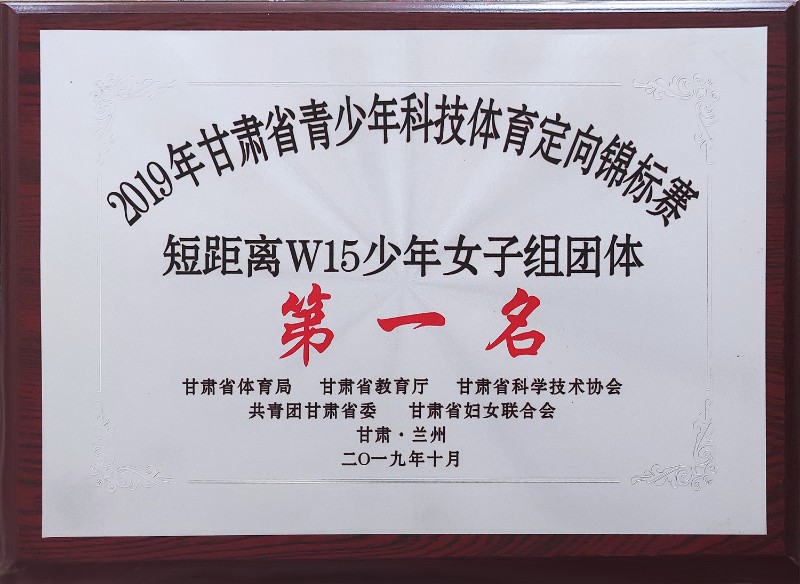 2019年甘肃省青少年科技体育定向锦标赛
短距离W15少年女子组团体
第一名
甘肃省体育局 甘肃省教育厅 甘肃省科学技术协会
共青团甘肃省委 甘肃省妇女联合会
甘肃·兰州
二〇一九年十月